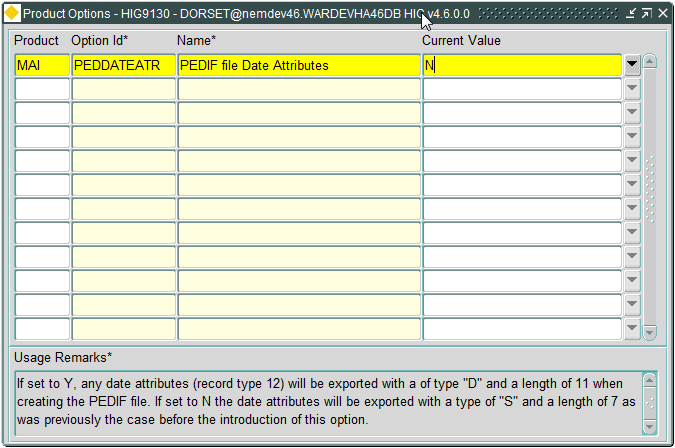 Product Options - HIG9130 - DORSET@nemdev46.WARDEVHA46DB HIG v4.6.0.0
Product Option Id* Name* Current Value
MAI PEDDATEATR PEDIF file Date Attributes N
Usage Remarks*
If set to Y, any date attributes (record type 12) will be exported with a of type "D" and a length of 11 when
creating the PEDIF file. If set to N the date attributes will be exported with a type of "S" and a length of 7 as
was previously the case before the introduction of this option.